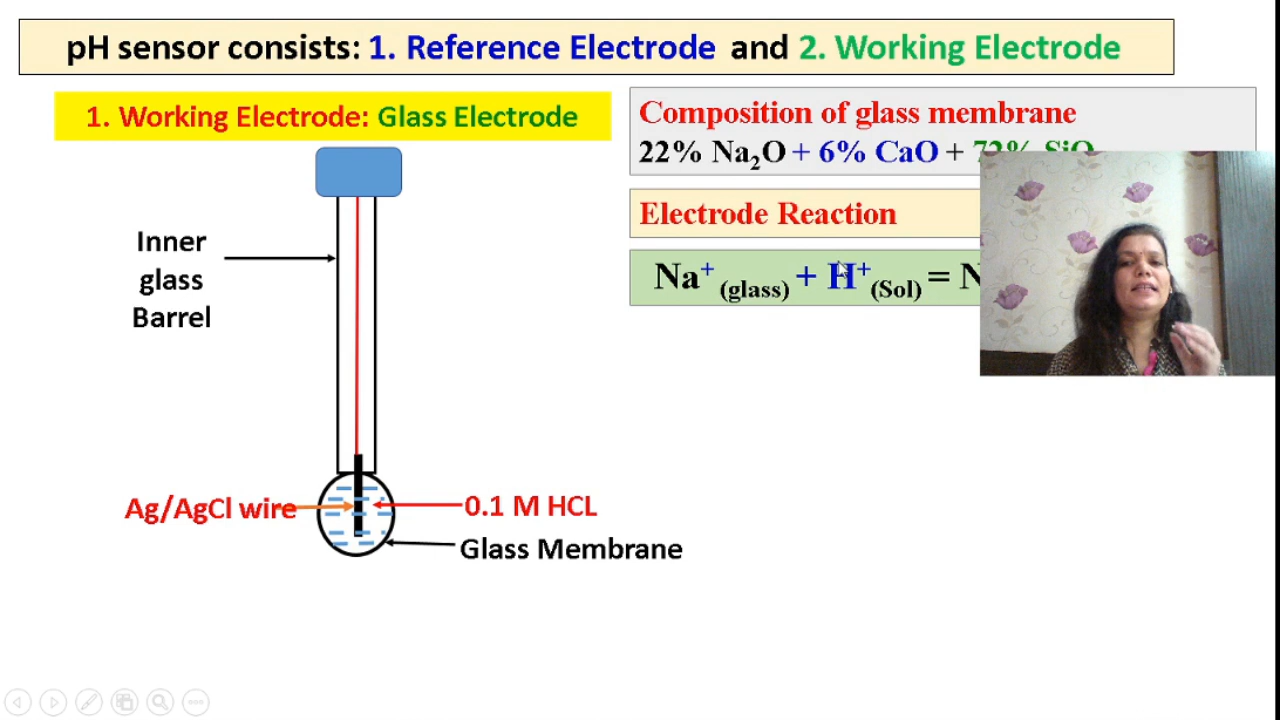 pH sensor consists: 1. Reference Electrode and 2. Working Electrode
1. Working Electrode: Glass Electrode
Composition of glass membrane
22% Na₂O + 6% CaO + 72% SiO
Electrode Reaction
Na⁺ (glass) + H⁺ (Sol) = N
Inner
glass
Barrel
Ag/AgCl wire
0.1 M HCL
Glass Membrane